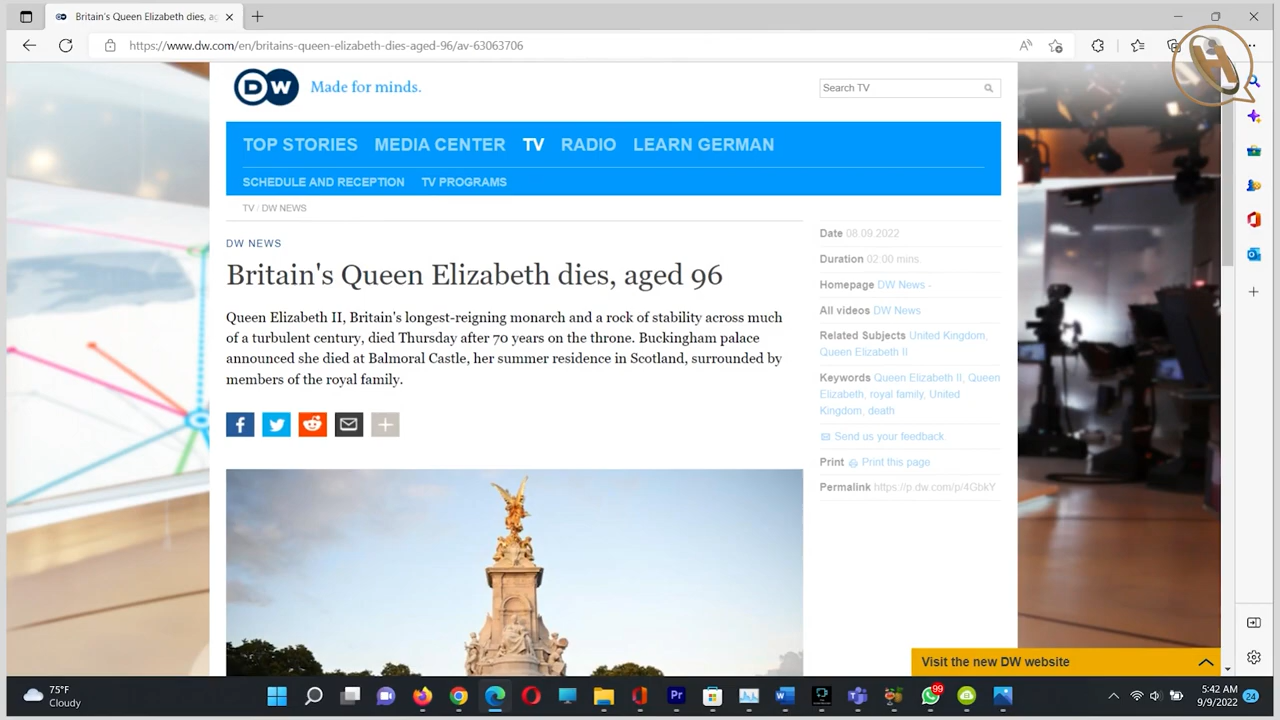 Britain's Queen Elizabeth dies, ag
https://www.dw.com/en/britains-queen-elizabeth-dies-aged-96/av-63063706
DW Made for minds.
Search TV
TOP STORIES MEDIA CENTER TV RADIO LEARN GERMAN
SCHEDULE AND RECEPTION TV PROGRAMS
TV / DW NEWS
DW NEWS
Britain's Queen Elizabeth dies, aged 96
Queen Elizabeth II, Britain's longest-reigning monarch and a rock of stability across much
of a turbulent century, died Thursday after 70 years on the throne. Buckingham palace
announced she died at Balmoral Castle, her summer residence in Scotland, surrounded by
members of the royal family.
Date 08.09.2022
Duration 02:00 mins.
Homepage DW News -
All videos DW News
Related Subjects United Kingdom,
Queen Elizabeth II
Keywords Queen Elizabeth II, Queen
Elizabeth, royal family, United
Kingdom, death
Send us your feedback.
Print Print this page
Permalink https://p.dw.com/p/4GbkY
Visit the new DW website
75°F
Cloudy
Pr
99
5:42 AM
9/9/2022
24